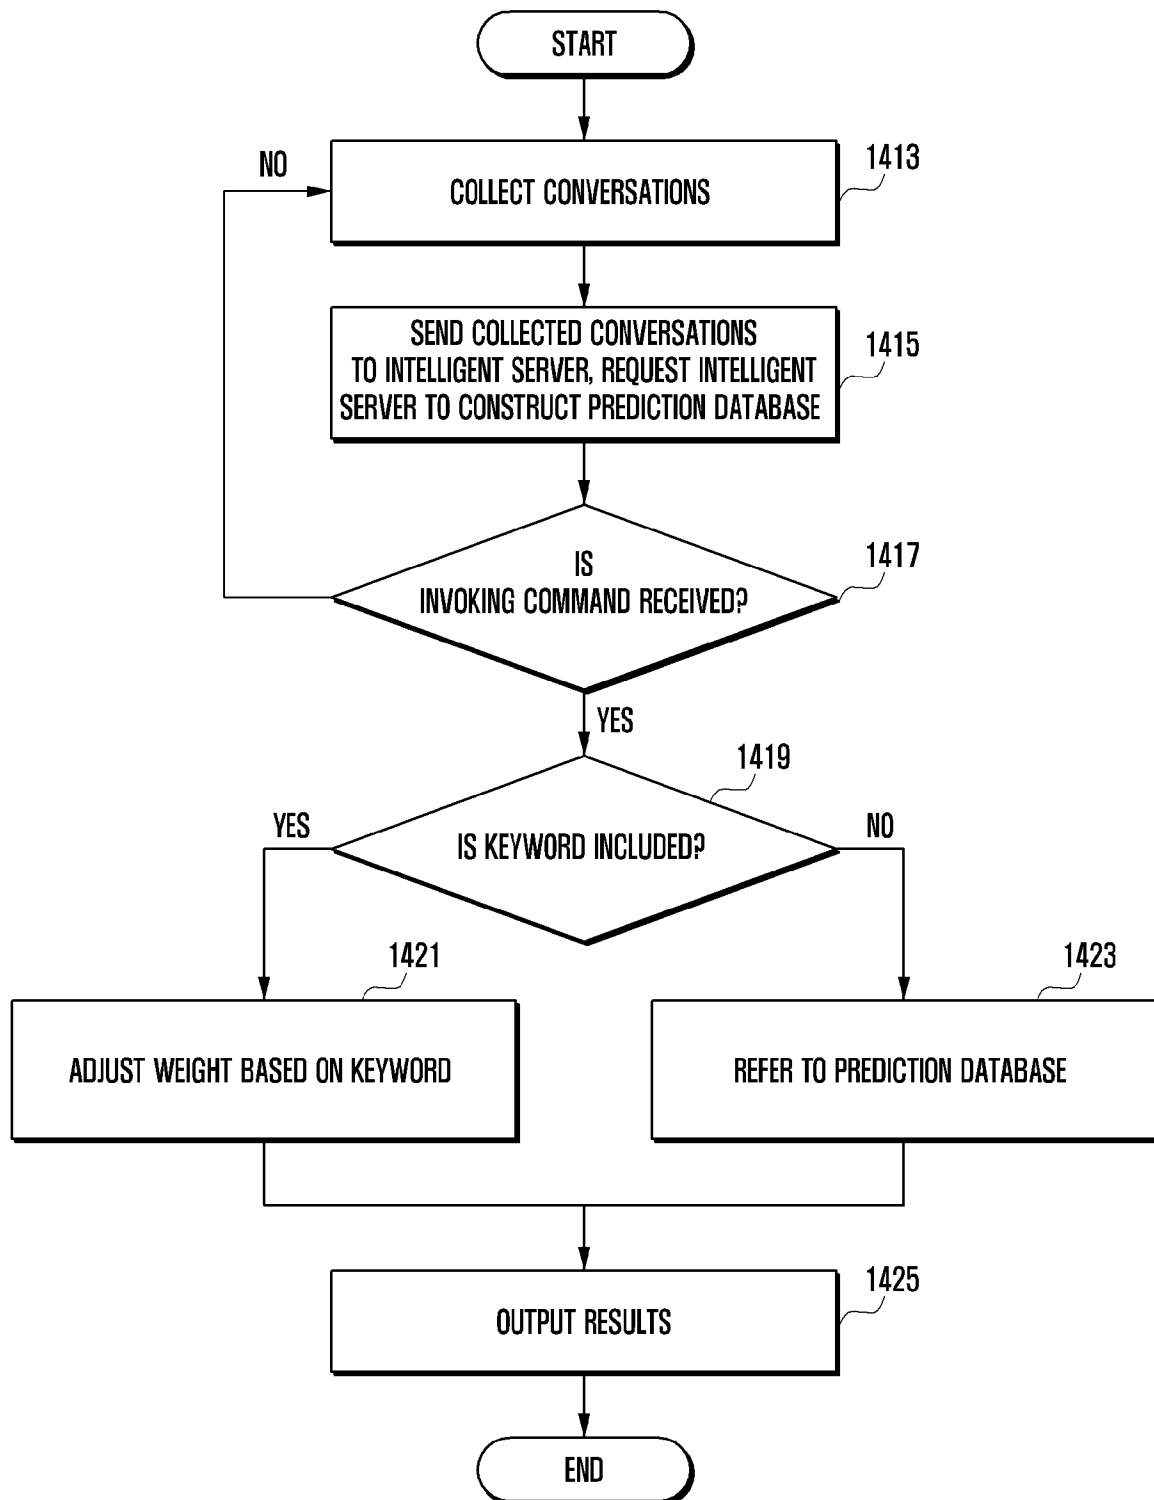 START
1413
NO
COLLECT CONVERSATIONS
SEND COLLECTED CONVERSATIONS
TO INTELLIGENT SERVER, REQUEST INTELLIGENT
SERVER TO CONSTRUCT PREDICTION DATABASE
1415
IS
INVOKING COMMAND RECEIVED?
1417
YES
1419
YES
IS KEYWORD INCLUDED?
NO
1421
1423
ADJUST WEIGHT BASED ON KEYWORD
REFER TO PREDICTION DATABASE
1425
OUTPUT RESULTS
END